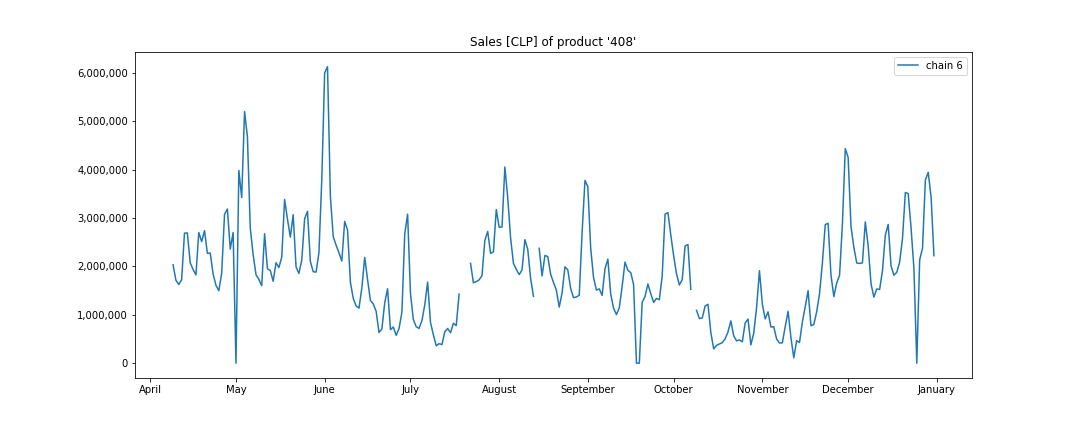 Sales [CLP] of product '408'
chain 6
6,000,000
5,000,000
4,000,000
3,000,000
2,000,000
1,000,000
0
April May June July August September October November December January